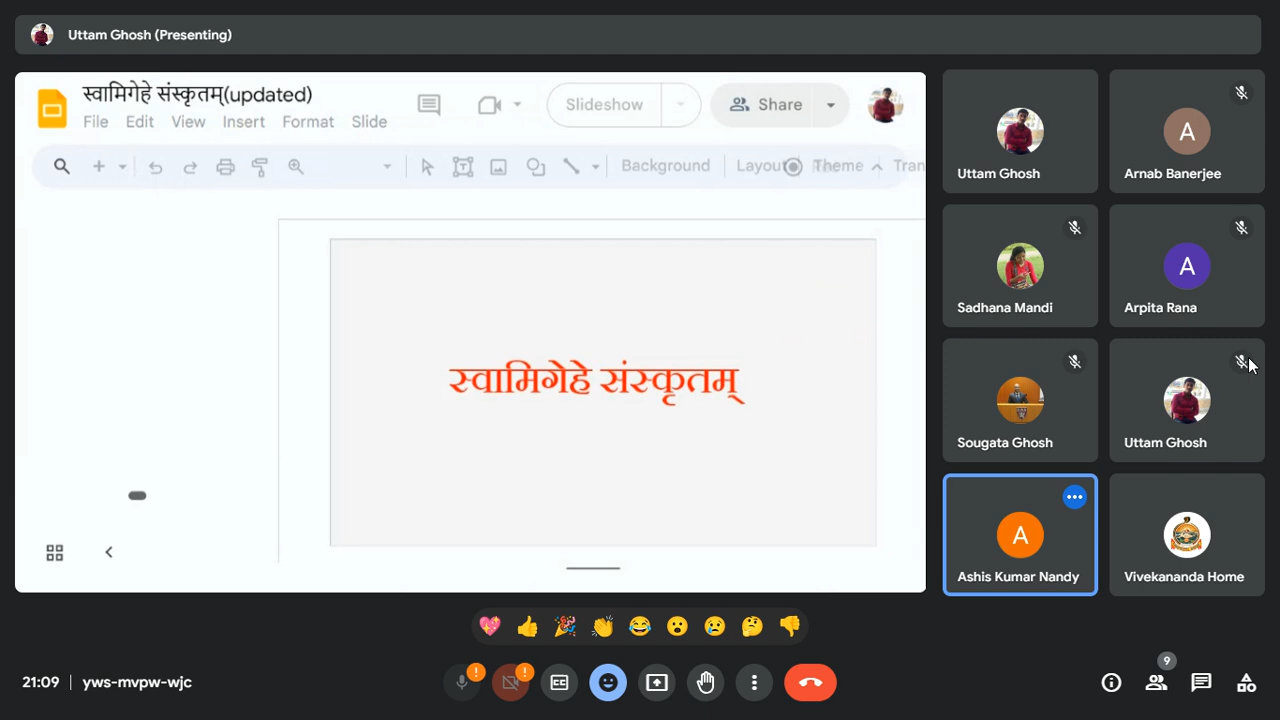 Uttam Ghosh (Presenting)
स्वामिगेहे संस्कृतम्(updated)
File Edit View Insert Format Slide
Slideshow
Share
Background Layout Theme Tran
स्वामिगेहे संस्कृतम्
Uttam Ghosh
A
Arnab Banerjee
Sadhana Mandi
A
Arpita Rana
Sougata Ghosh
Uttam Ghosh
A
Ashis Kumar Nandy
Vivekananda Home
21:09 | yws-mvpw-wjc
CC
9